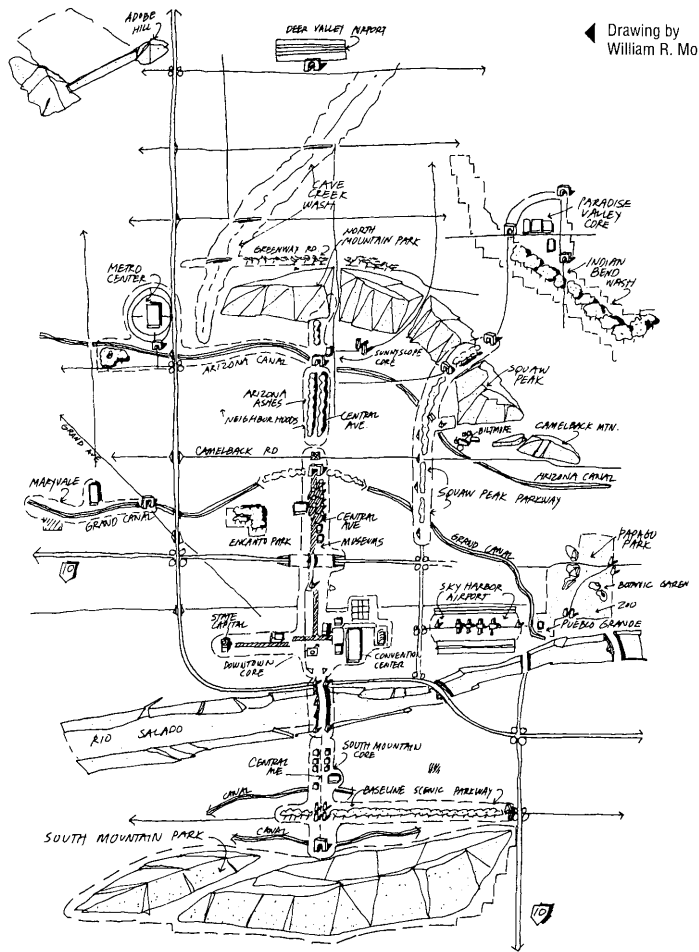 ADOBE
HILL
DEER VALLEY AIRPORT
Drawing by
William R. Mo
CAVE
CREEK
WASH
PARADISE
VALLEY
CORE
NORTH
MOUNTAIN PARK
GREENWAY RD
METRO
CENTER
INDIAN
BEND
WASH
ARIZONA CANAL
SUNNYSLOPE
CORE
SQUAW
PEAK
ARIZONA
ASHES
NEIGHBORHOODS
CENTRAL
AVE.
GRAND AVE
BILTMORE
CAMELBACK MTN.
CAMELBACK RD
ARIZONA CANAL
MARYVALE
SQUAW PEAK PARKWAY
GRAND CANAL
ENCANTO PARK
CENTRAL
AVE
MUSEUMS
GRAND CANAL
PAPAGO
PARK
10
SKY HARBOR
AIRPORT
BOTANIC GAREN
ZOO
STATE
CAPITAL
PUEBLO GRANDE
DOWNTOWN
CORE
CONVENTION
CENTER
RIO SALADO
CENTRAL
AVE
SOUTH MOUNTAIN
CORE
CANAL
BASELINE SCENIC PARKWAY
CANAL
SOUTH MOUNTAIN PARK
10